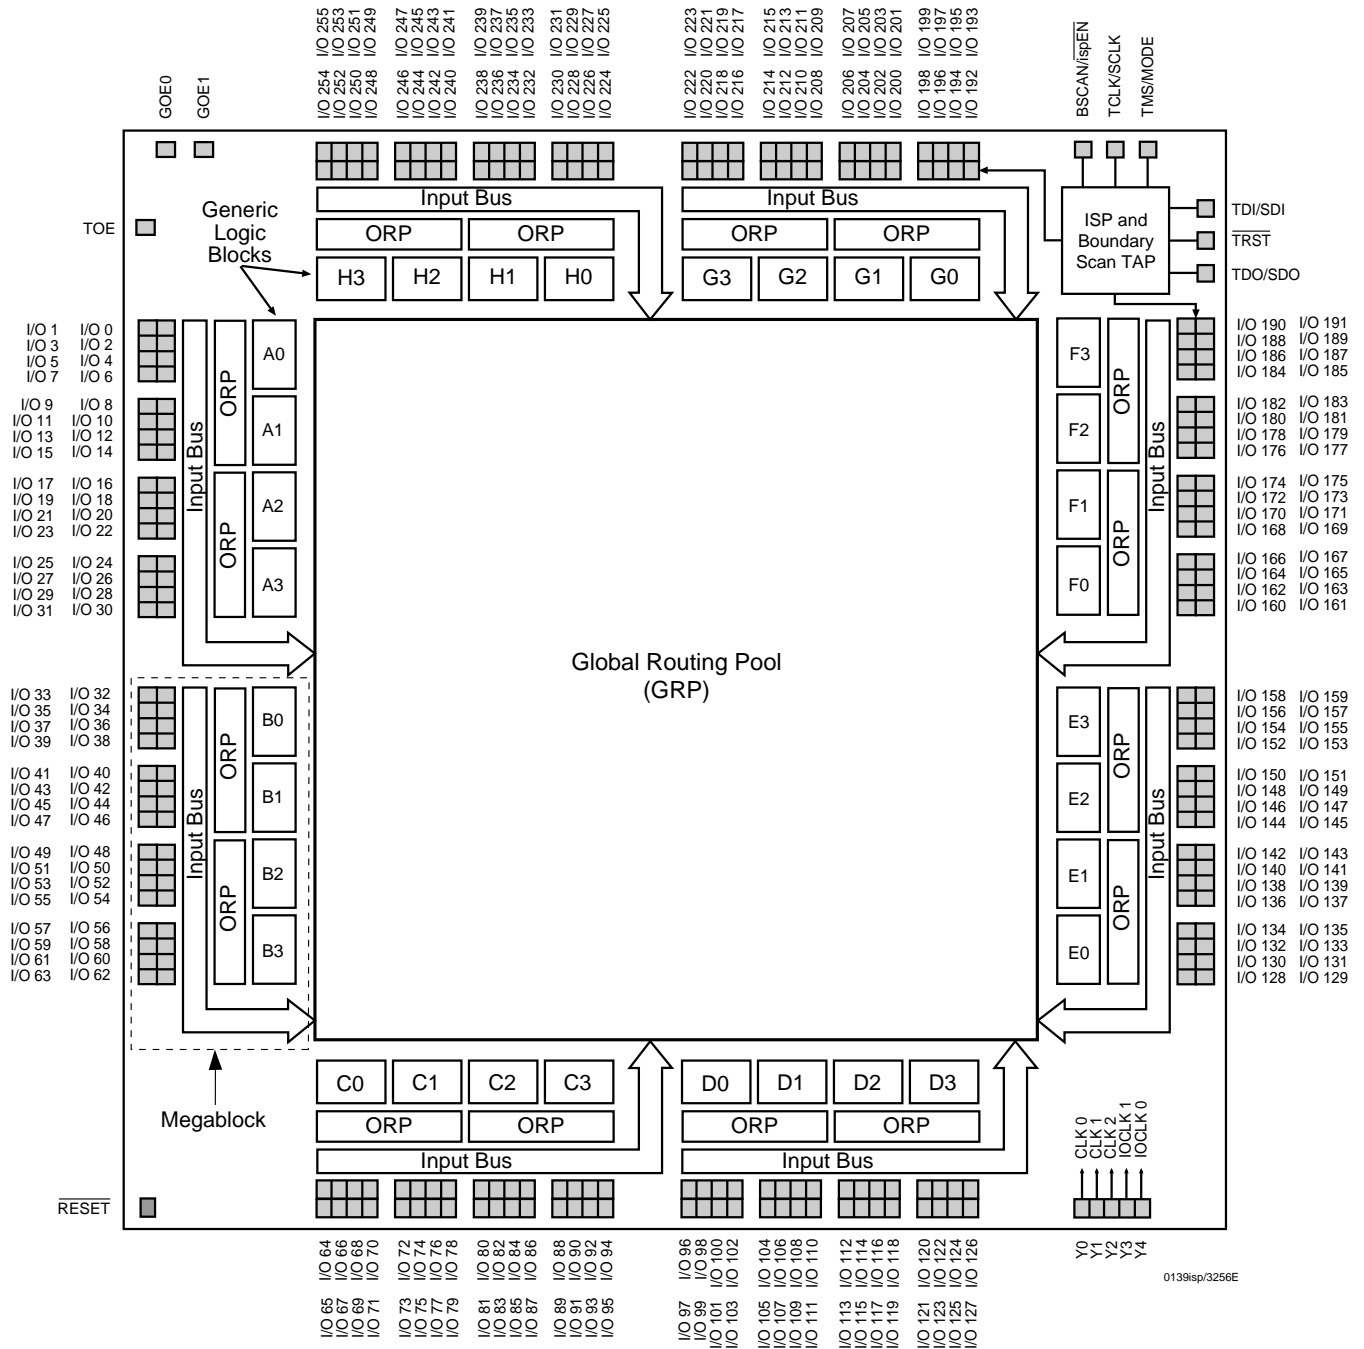 I/O 255
I/O 253
I/O 251
I/O 249
I/O 247
I/O 245
I/O 243
I/O 241
I/O 239
I/O 237
I/O 235
I/O 233
I/O 231
I/O 229
I/O 227
I/O 225
I/O 223
I/O 221
I/O 219
I/O 217
I/O 215
I/O 213
I/O 211
I/O 209
I/O 207
I/O 205
I/O 203
I/O 201
I/O 199
I/O 197
I/O 195
I/O 193
I/O 254
I/O 252
I/O 250
I/O 248
I/O 246
I/O 244
I/O 242
I/O 240
I/O 238
I/O 236
I/O 234
I/O 232
I/O 230
I/O 228
I/O 226
I/O 224
I/O 222
I/O 220
I/O 218
I/O 216
I/O 214
I/O 212
I/O 210
I/O 208
I/O 206
I/O 204
I/O 202
I/O 200
I/O 198
I/O 196
I/O 194
I/O 192
GOE0
GOE1
BSCAN/ispEN
TCLK/SCLK
TMS/MODE
TOE
Generic
Logic
Blocks
Input Bus
Input Bus
ORP
ORP
ORP
ORP
H3
H2
H1
H0
G3
G2
G1
G0
ISP and
Boundary
Scan TAP
TDI/SDI
TRST
TDO/SDO
I/O 1 I/O 0
I/O 3 I/O 2
I/O 5 I/O 4
I/O 7 I/O 6
I/O 9 I/O 8
I/O 11 I/O 10
I/O 13 I/O 12
I/O 15 I/O 14
I/O 17 I/O 16
I/O 19 I/O 18
I/O 21 I/O 20
I/O 23 I/O 22
I/O 25 I/O 24
I/O 27 I/O 26
I/O 29 I/O 28
I/O 31 I/O 30
Input Bus
ORP
ORP
A0
A1
A2
A3
Global Routing Pool
(GRP)
F3
F2
F1
F0
ORP
ORP
Input Bus
I/O 190 I/O 191
I/O 188 I/O 189
I/O 186 I/O 187
I/O 184 I/O 185
I/O 182 I/O 183
I/O 180 I/O 181
I/O 178 I/O 179
I/O 176 I/O 177
I/O 174 I/O 175
I/O 172 I/O 173
I/O 170 I/O 171
I/O 168 I/O 169
I/O 166 I/O 167
I/O 164 I/O 165
I/O 162 I/O 163
I/O 160 I/O 161
I/O 33 I/O 32
I/O 35 I/O 34
I/O 37 I/O 36
I/O 39 I/O 38
I/O 41 I/O 40
I/O 43 I/O 42
I/O 45 I/O 44
I/O 47 I/O 46
I/O 49 I/O 48
I/O 51 I/O 50
I/O 53 I/O 52
I/O 55 I/O 54
I/O 57 I/O 56
I/O 59 I/O 58
I/O 61 I/O 60
I/O 63 I/O 62
Input Bus
ORP
ORP
B0
B1
B2
B3
E3
E2
E1
E0
ORP
ORP
Input Bus
I/O 158 I/O 159
I/O 156 I/O 157
I/O 154 I/O 155
I/O 152 I/O 153
I/O 150 I/O 151
I/O 148 I/O 149
I/O 146 I/O 147
I/O 144 I/O 145
I/O 142 I/O 143
I/O 140 I/O 141
I/O 138 I/O 139
I/O 136 I/O 137
I/O 134 I/O 135
I/O 132 I/O 133
I/O 130 I/O 131
I/O 128 I/O 129
Megablock
C0
C1
C2
C3
D0
D1
D2
D3
ORP
ORP
ORP
ORP
Input Bus
Input Bus
CLK 0
CLK 1
CLK 2
IOCLK 1
IOCLK 0
RESET
Y0
Y1
Y2
Y3
Y4
I/O 64
I/O 66
I/O 68
I/O 70
I/O 72
I/O 74
I/O 76
I/O 78
I/O 80
I/O 82
I/O 84
I/O 86
I/O 88
I/O 90
I/O 92
I/O 94
I/O 96
I/O 98
I/O 100
I/O 102
I/O 104
I/O 106
I/O 108
I/O 110
I/O 112
I/O 114
I/O 116
I/O 118
I/O 120
I/O 122
I/O 124
I/O 126
I/O 65
I/O 67
I/O 69
I/O 71
I/O 73
I/O 75
I/O 77
I/O 79
I/O 81
I/O 83
I/O 85
I/O 87
I/O 89
I/O 91
I/O 93
I/O 95
I/O 97
I/O 99
I/O 101
I/O 103
I/O 105
I/O 107
I/O 109
I/O 111
I/O 113
I/O 115
I/O 117
I/O 119
I/O 121
I/O 123
I/O 125
I/O 127
0139isp/3256E